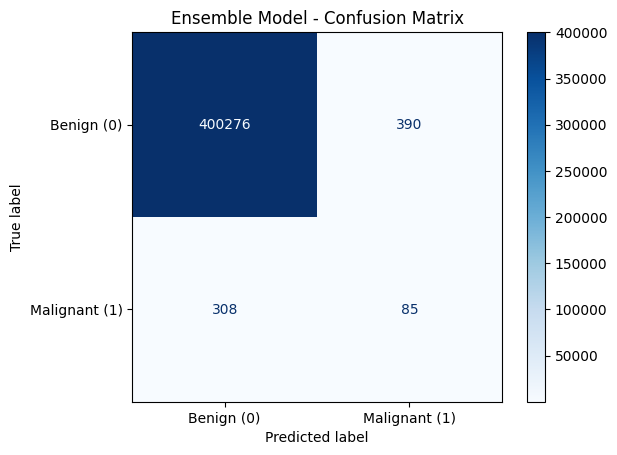 Ensemble Model - Confusion Matrix
True label
Benign (0)
400276
390
Malignant (1)
308
85
Benign (0)
Malignant (1)
Predicted label
400000
350000
300000
250000
200000
150000
100000
50000